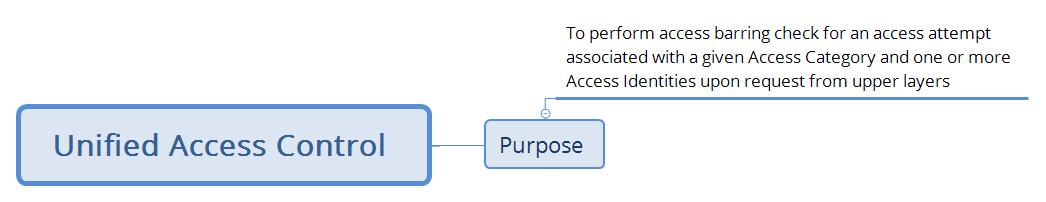 To perform access barring check for an access attempt
associated with a given Access Category and one or more
Access Identities upon request from upper layers
Unified Access Control
Purpose